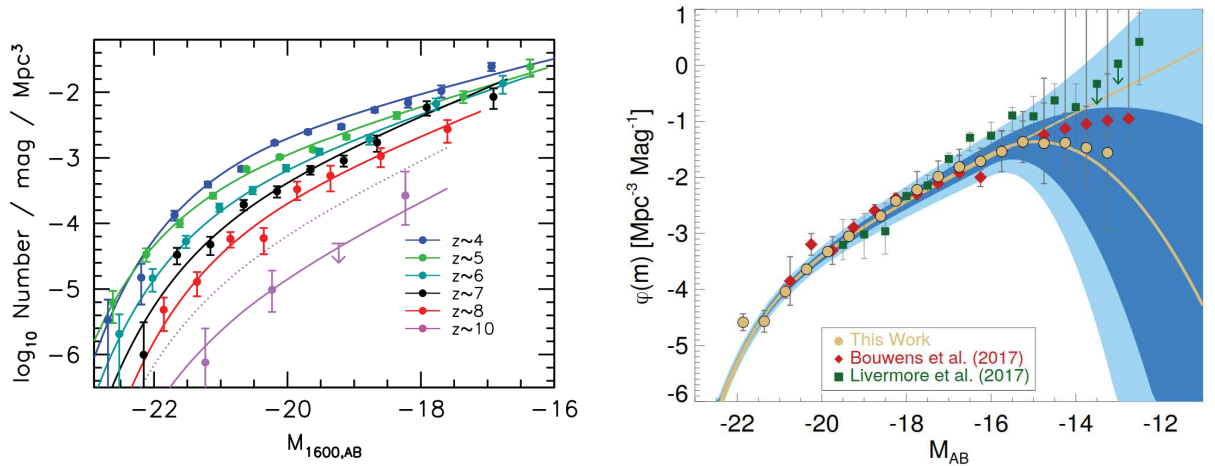 log₁₀ Number / mag / Mpc³
−2
−3
−4
−5
−6
−22
−20
−18
−16
M₁₆₀₀,AB
z~4
z~5
z~6
z~7
z~8
z~10
φ(m) [Mpc⁻³ Mag⁻¹]
1
0
-1
-2
-3
-4
-5
-6
-22
-20
-18
-16
-14
-12
M_AB
This Work
Bouwens et al. (2017)
Livermore et al. (2017)